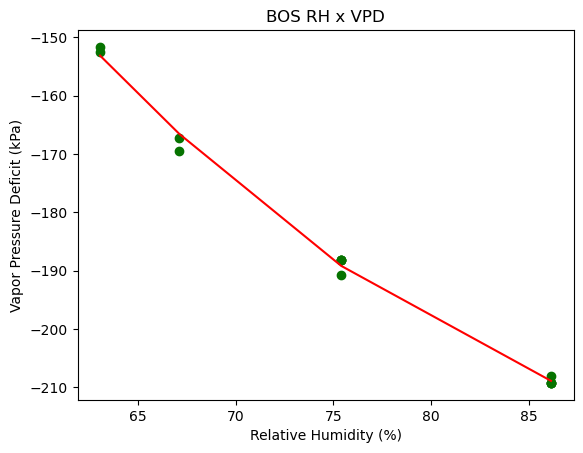 BOS RH x VPD
−150
−160
−170
−180
−190
−200
−210
Vapor Pressure Deficit (kPa)
65 70 75 80 85
Relative Humidity (%)